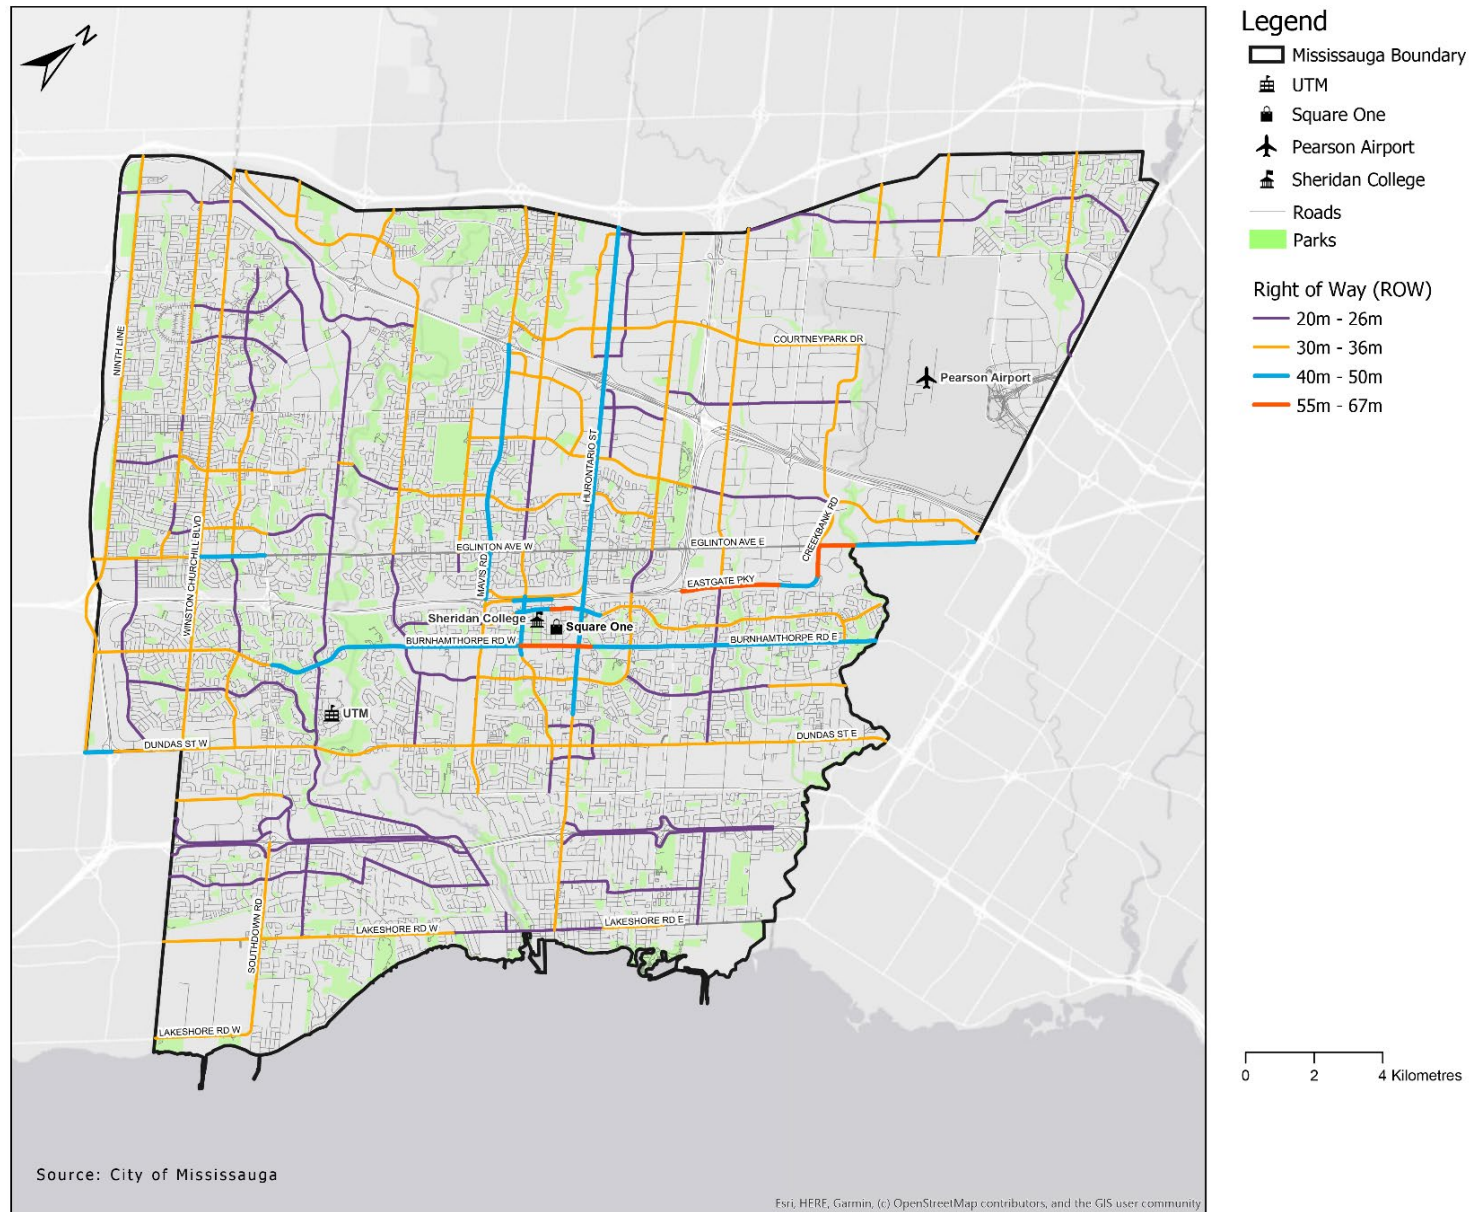 N
Legend
Mississauga Boundary
UTM
Square One
Pearson Airport
Sheridan College
Roads
Parks
Right of Way (ROW)
20m - 26m
30m - 36m
40m - 50m
55m - 67m
NINTH LINE
COURTNEYPARK DR
Pearson Airport
HURONTARIO ST
WINSTON CHURCHILL BLVD
CREEKBANK RD
EGLINTON AVE W
EGLINTON AVE E
MAVIS RD
EASTGATE PKY
Sheridan College
Square One
BURNHAMTHORPE RD W
BURNHAMTHORPE RD E
UTM
DUNDAS ST W
DUNDAS ST E
SOUTHDOWN RD
LAKESHORE RD W
LAKESHORE RD E
LAKESHORE RD W
0 2 4 Kilometres
Source: City of Mississauga
Esri, HERE, Garmin, (c) OpenStreetMap contributors, and the GIS user community